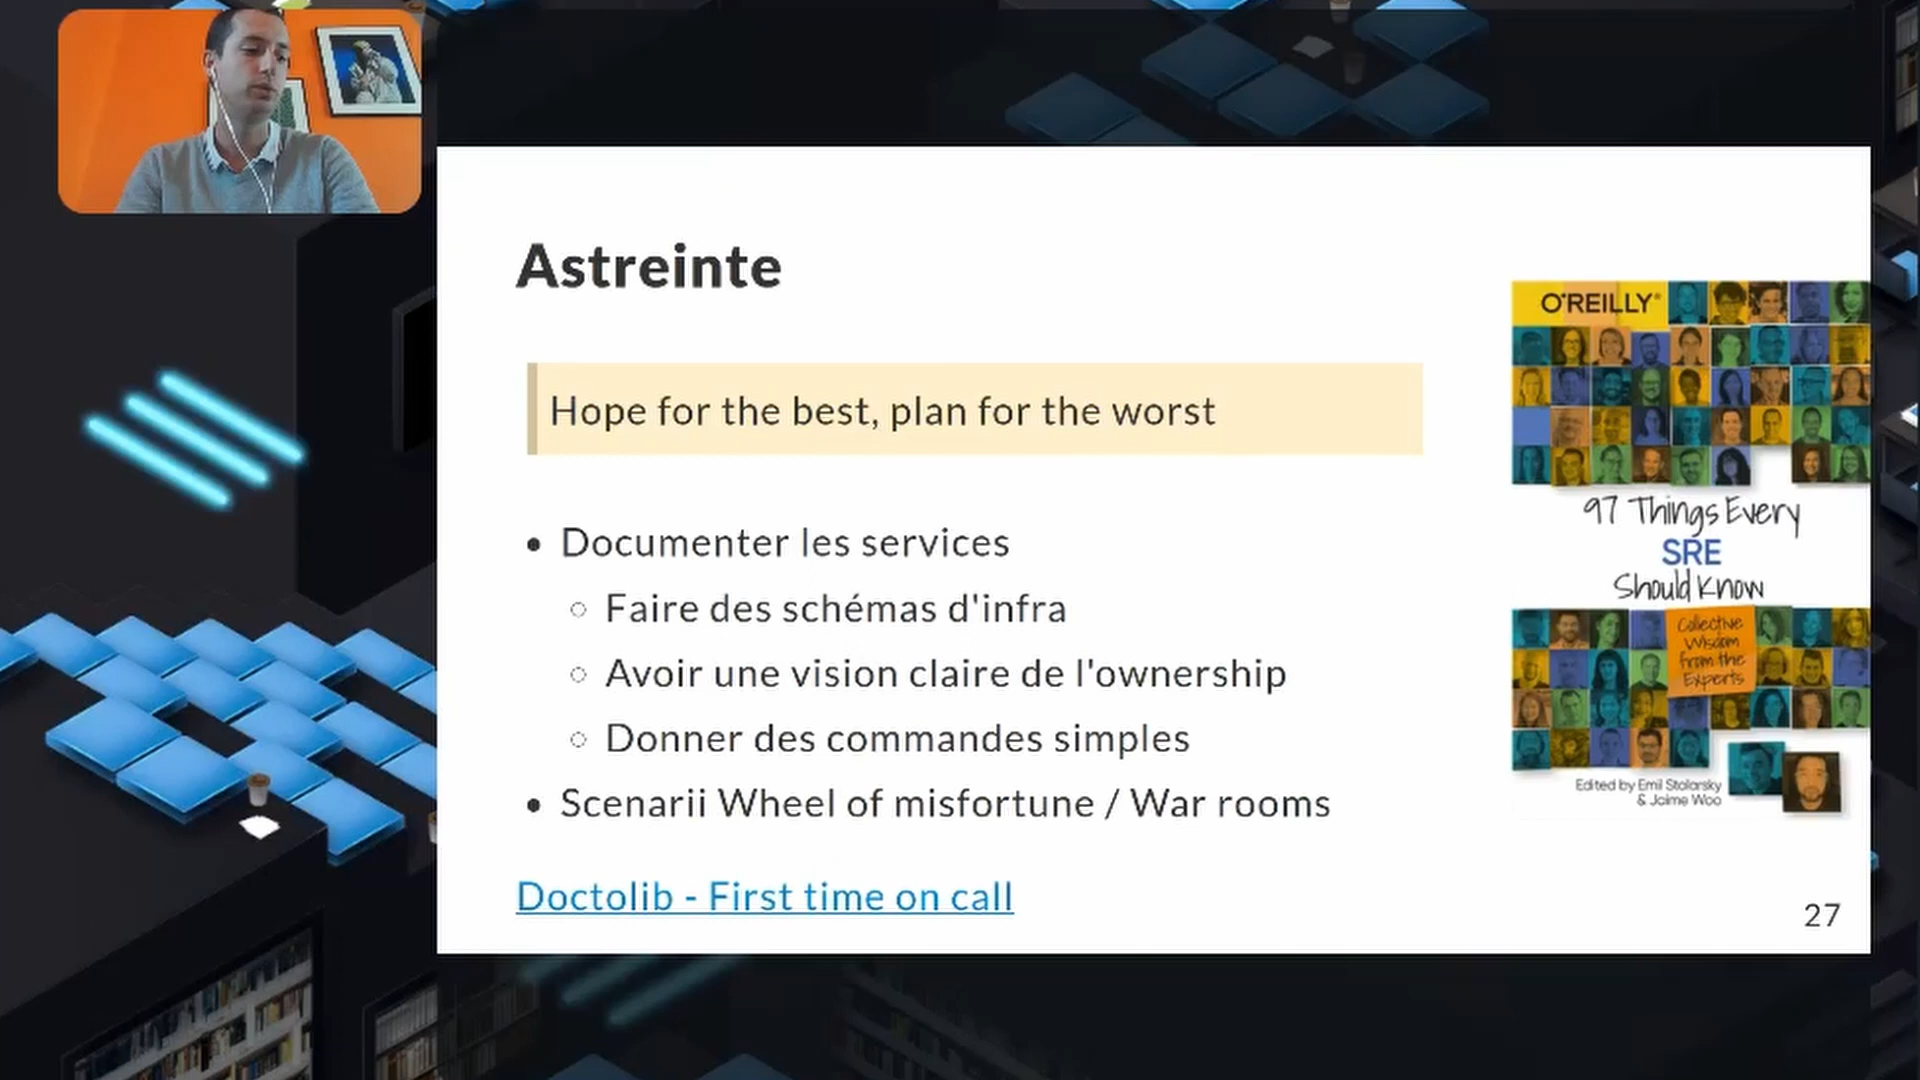 Astreinte
Hope for the best, plan for the worst
Documenter les services
Faire des schémas d'infra
Avoir une vision claire de l'ownership
Donner des commandes simples
Scenarii Wheel of misfortune / War rooms
Doctolib - First time on call
27
O'REILLY®
97 Things Every
SRE
Should Know
Collective
Wisdom
from the
Experts
Edited by Emil Stolarsky
& Jaime Woo